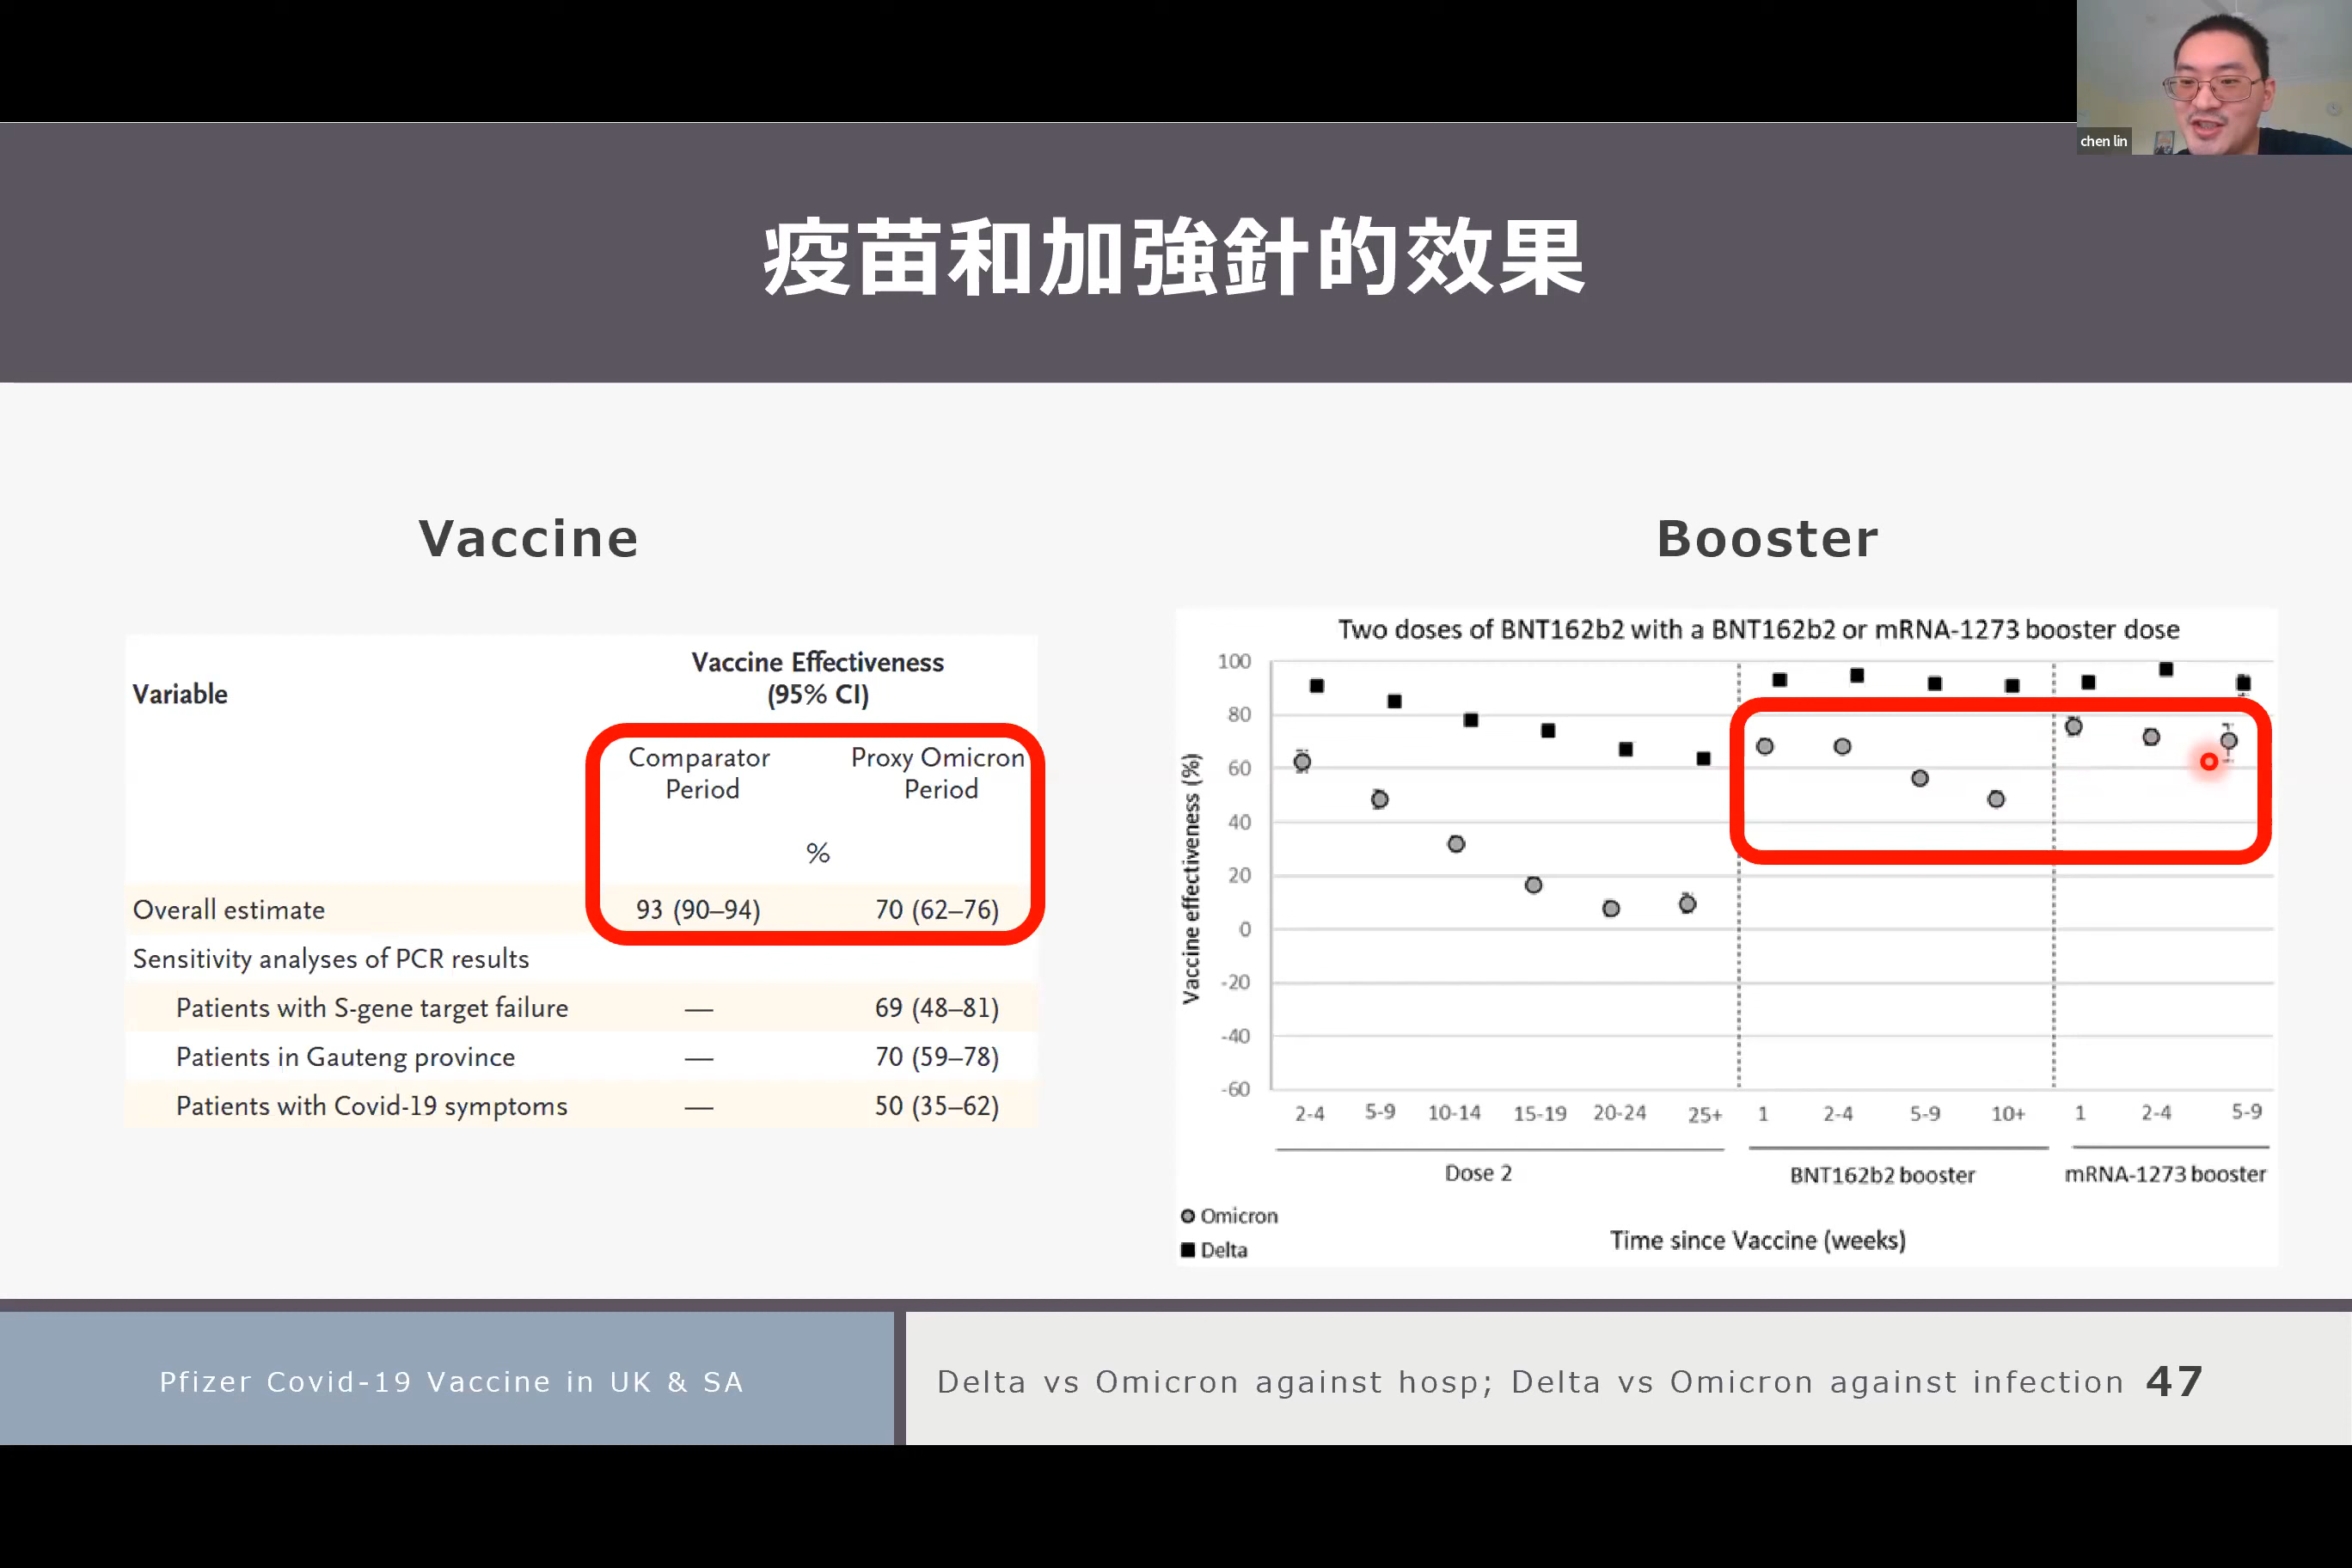 chen lin
疫苗和加強針的效果
Vaccine
Booster
Variable
Vaccine Effectiveness
(95% CI)
Comparator Period
Proxy Omicron Period
%
Overall estimate 93 (90–94) 70 (62–76)
Sensitivity analyses of PCR results
Patients with S-gene target failure — 69 (48–81)
Patients in Gauteng province — 70 (59–78)
Patients with Covid-19 symptoms — 50 (35–62)
Two doses of BNT162b2 with a BNT162b2 or mRNA-1273 booster dose
Vaccine effectiveness (%)
100
80
60
40
20
0
-20
-40
-60
2-4 5-9 10-14 15-19 20-24 25+ 1 2-4 5-9 10+ 1 2-4 5-9
Dose 2 BNT162b2 booster mRNA-1273 booster
Omicron
Delta
Time since Vaccine (weeks)
Pfizer Covid-19 Vaccine in UK & SA
Delta vs Omicron against hosp; Delta vs Omicron against infection 47